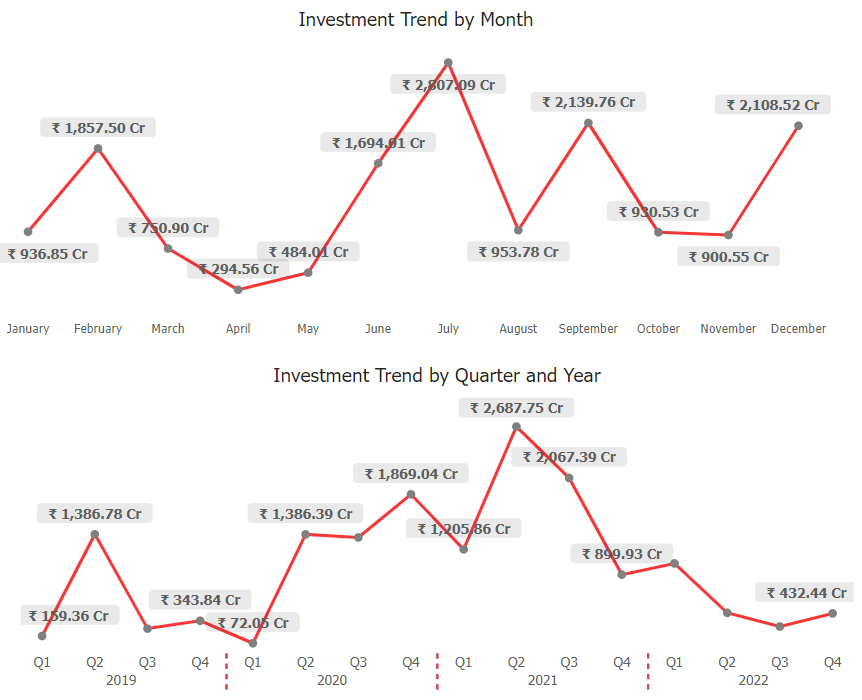 Investment Trend by Month
₹ 2,807.09 Cr
₹ 2,139.76 Cr
₹ 2,108.52 Cr
₹ 1,857.50 Cr
₹ 1,694.01 Cr
₹ 930.53 Cr
₹ 750.90 Cr
₹ 936.85 Cr
₹ 294.56 Cr
₹ 484.01 Cr
₹ 953.78 Cr
₹ 900.55 Cr
January February March April May June July August September October November December
Investment Trend by Quarter and Year
₹ 2,687.75 Cr
₹ 2,067.39 Cr
₹ 1,869.04 Cr
₹ 1,386.78 Cr
₹ 1,386.39 Cr
₹ 1,205.86 Cr
₹ 899.93 Cr
₹ 432.44 Cr
₹ 343.84 Cr
₹ 159.36 Cr
₹ 72.05 Cr
Q1 Q2 Q3 Q4 Q1 Q2 Q3 Q4 Q1 Q2 Q3 Q4 Q1 Q2 Q3 Q4
2019 2020 2021 2022